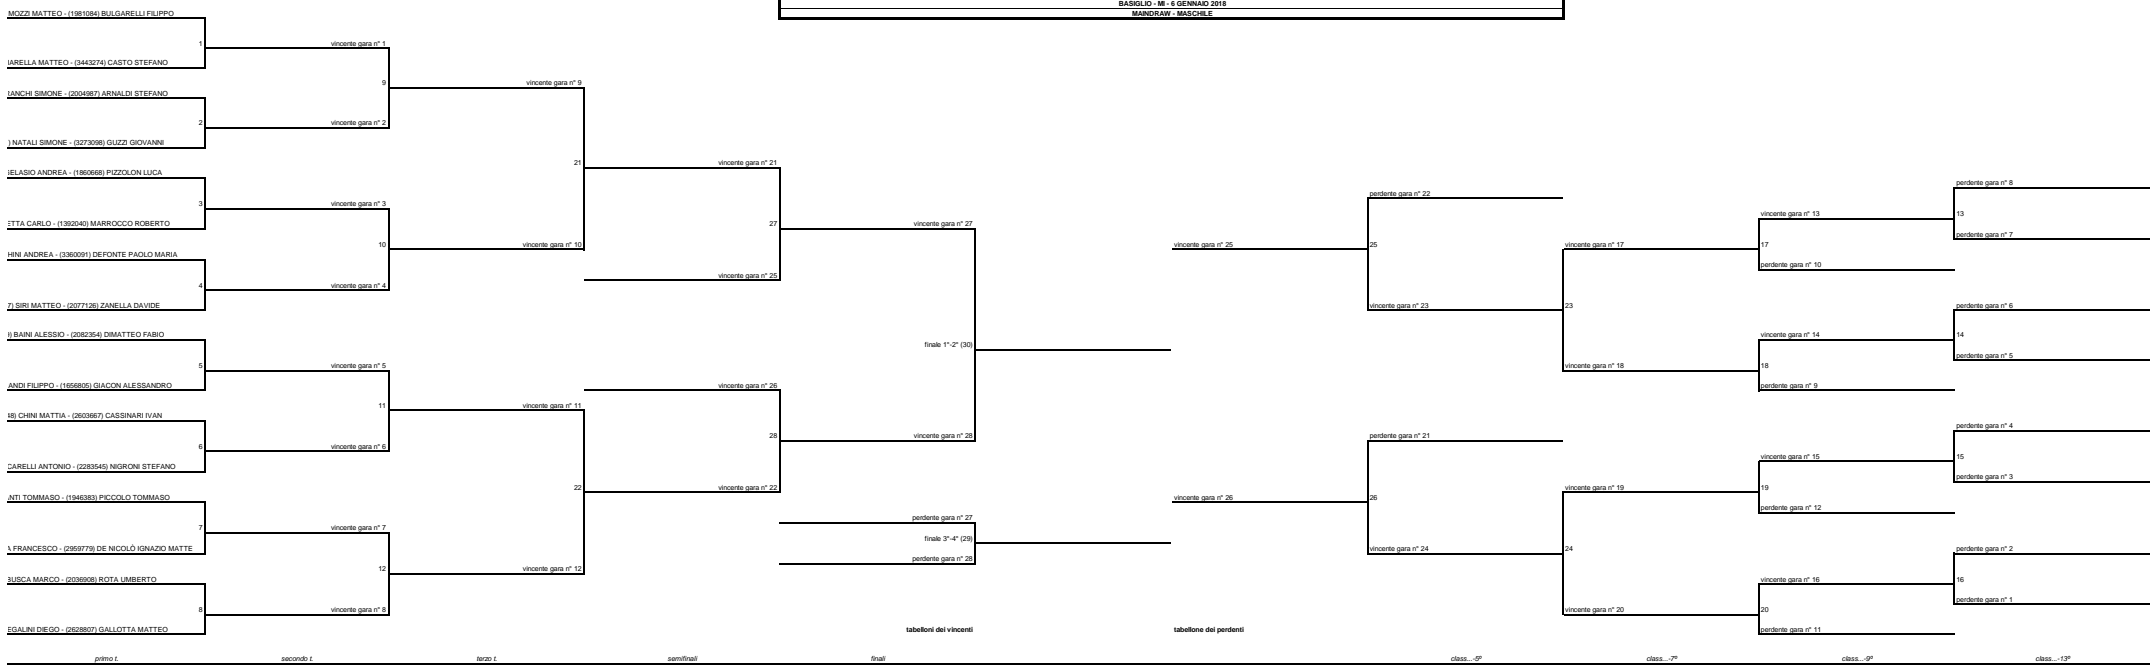 BASIGLIO - MI - 6 GENNAIO 2018
MAINDRAW - MASCHILE
MOZZI MATTEO - (1981084) BULGARELLI FILIPPO
1
MATTEO - (3443274) CASTO STEFANO
SIMONE - (2004987) ARNALDI STEFANO
2
) NATALI SIMONE - (3273098) GUZZI GIOVANNI
ANDREA - (1860668) PIZZOLON LUCA
3
CARLO - (1392040) MARROCCO ROBERTO
ANDREA - (3360091) DEFONTE PAOLO MARIA
4
7) SIRI MATTEO - (2077126) ZANELLA DAVIDE
) BAINI ALESSIO - (2082354) DIMATTEO FABIO
5
FILIPPO - (1656805) GIACON ALESSANDRO
48) CHINI MATTIA - (2603667) CASSINARI IVAN
6
ANTONIO - (2283545) NIGRONI STEFANO
TOMMASO - (1946383) PICCOLO TOMMASO
7
FRANCESCO - (2959779) DE NICOLÒ IGNAZIO MATTE
MARCO - (2036908) ROTA UMBERTO
8
DIEGO - (2628807) GALLOTTA MATTEO
primo t.
vincente gara n° 1
9
vincente gara n° 2
vincente gara n° 3
10
vincente gara n° 4
vincente gara n° 5
11
vincente gara n° 6
vincente gara n° 7
12
vincente gara n° 8
secondo t.
vincente gara n° 9
21
vincente gara n° 10
vincente gara n° 11
22
vincente gara n° 12
terzo t.
vincente gara n° 21
27
vincente gara n° 25
vincente gara n° 26
28
vincente gara n° 22
semifinali
vincente gara n° 27
finale 1°-2° (30)
vincente gara n° 28
perdente gara n° 27
finale 3°-4° (29)
perdente gara n° 28
tabelloni dei vincenti
finali
vincente gara n° 25
vincente gara n° 26
tabellone dei perdenti
perdente gara n° 22
25
vincente gara n° 23
perdente gara n° 21
26
vincente gara n° 24
class...-5º
vincente gara n° 17
23
vincente gara n° 18
vincente gara n° 19
24
vincente gara n° 20
class...-7º
vincente gara n° 13
17
perdente gara n° 10
vincente gara n° 14
18
perdente gara n° 9
vincente gara n° 15
19
perdente gara n° 12
vincente gara n° 16
20
perdente gara n° 11
class...-9º
perdente gara n° 8
13
perdente gara n° 7
perdente gara n° 6
14
perdente gara n° 5
perdente gara n° 4
15
perdente gara n° 3
perdente gara n° 2
16
perdente gara n° 1
class...-13º